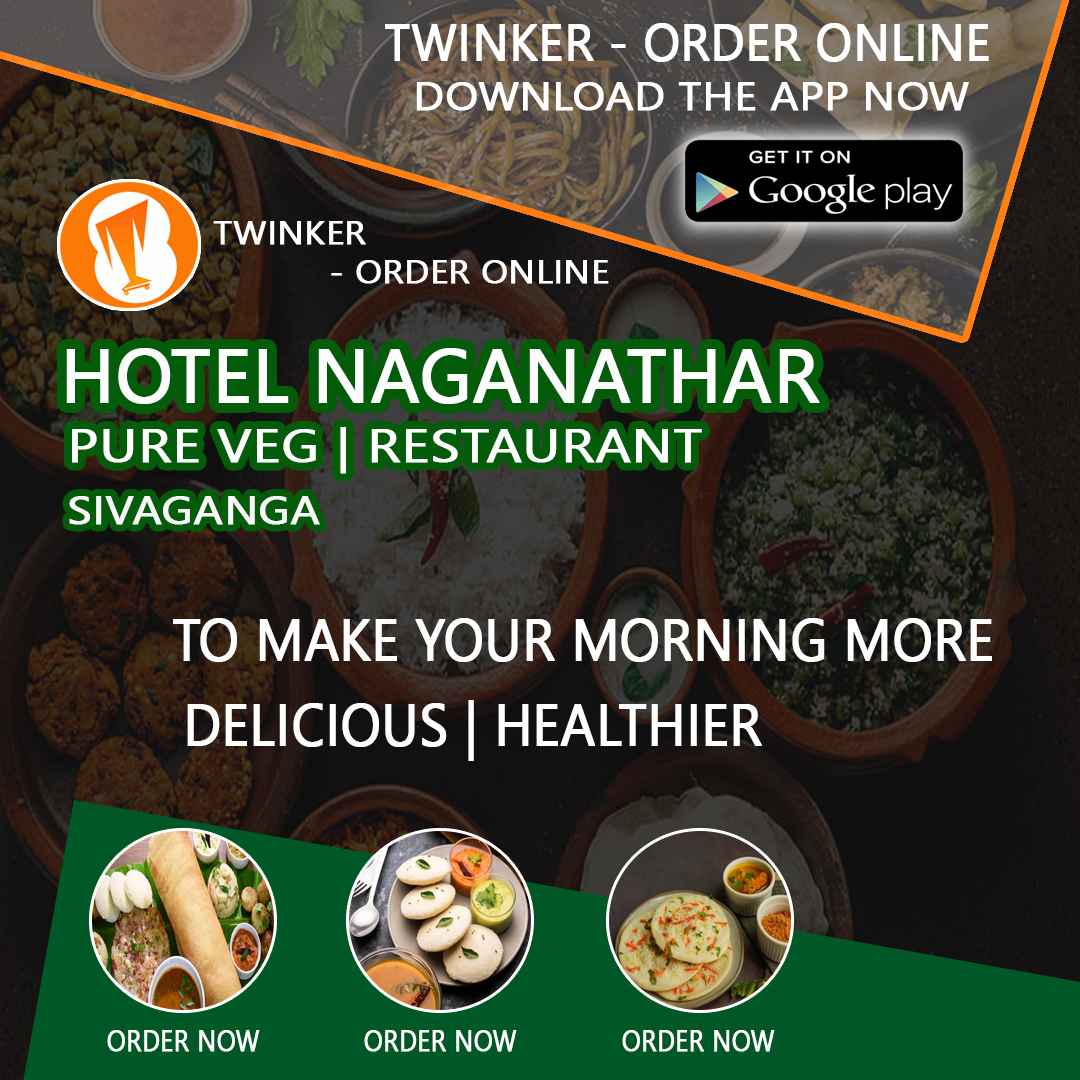 TWINKER - ORDER ONLINE
DOWNLOAD THE APP NOW
GET IT ON
Google play
TWINKER
- ORDER ONLINE
HOTEL NAGANATHAR
PURE VEG | RESTAURANT
SIVAGANGA
TO MAKE YOUR MORNING MORE
DELICIOUS | HEALTHIER
ORDER NOW
ORDER NOW
ORDER NOW